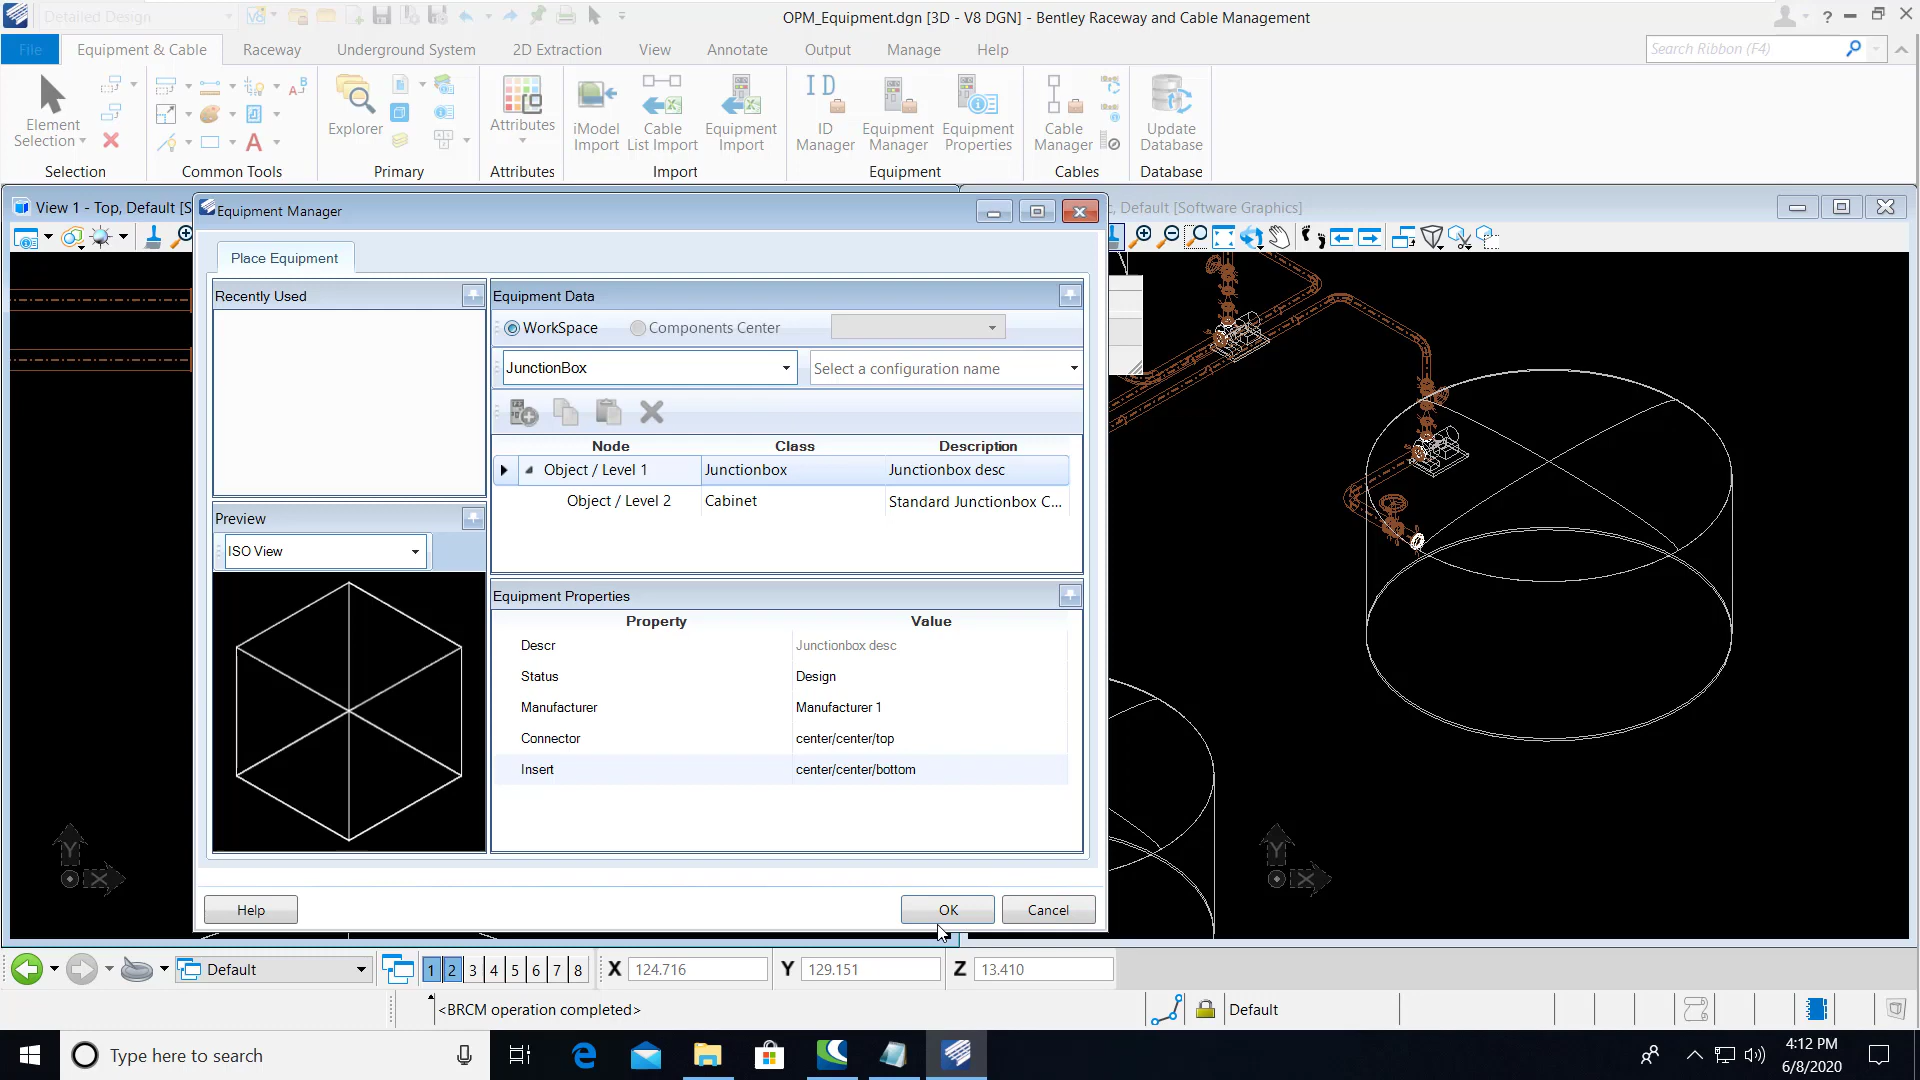 Detailed Design
OPM_Equipment.dgn [3D - V8 DGN] - Bentley Raceway and Cable Management
File
Equipment & Cable
Raceway
Underground System
2D Extraction
View
Annotate
Output
Manage
Help
Search Ribbon (F4)
Element
Selection
Selection
Common Tools
Explorer
Primary
Attributes
Attributes
iModel
Import
Cable
List Import
Equipment
Import
Import
ID
Manager
Equipment
Manager
Equipment
Properties
Equipment
Cable
Manager
Cables
Update
Database
Database
View 1 - Top, Default [S
, Default [Software Graphics]
Equipment Manager
Place Equipment
Recently Used
Equipment Data
WorkSpace
Components Center
JunctionBox
Select a configuration name
Node Class Description
Object / Level 1 Junctionbox Junctionbox desc
Object / Level 2 Cabinet Standard Junctionbox C...
Preview
ISO View
Equipment Properties
Property Value
Descr Junctionbox desc
Status Design
Manufacturer Manufacturer 1
Connector center/center/top
Insert center/center/bottom
Help
OK
Cancel
Y
X
Y
X
Default
1 2 3 4 5 6 7 8
X 124.716
Y 129.151
Z 13.410
<BRCM operation completed>
Default
Type here to search
4:12 PM
6/8/2020